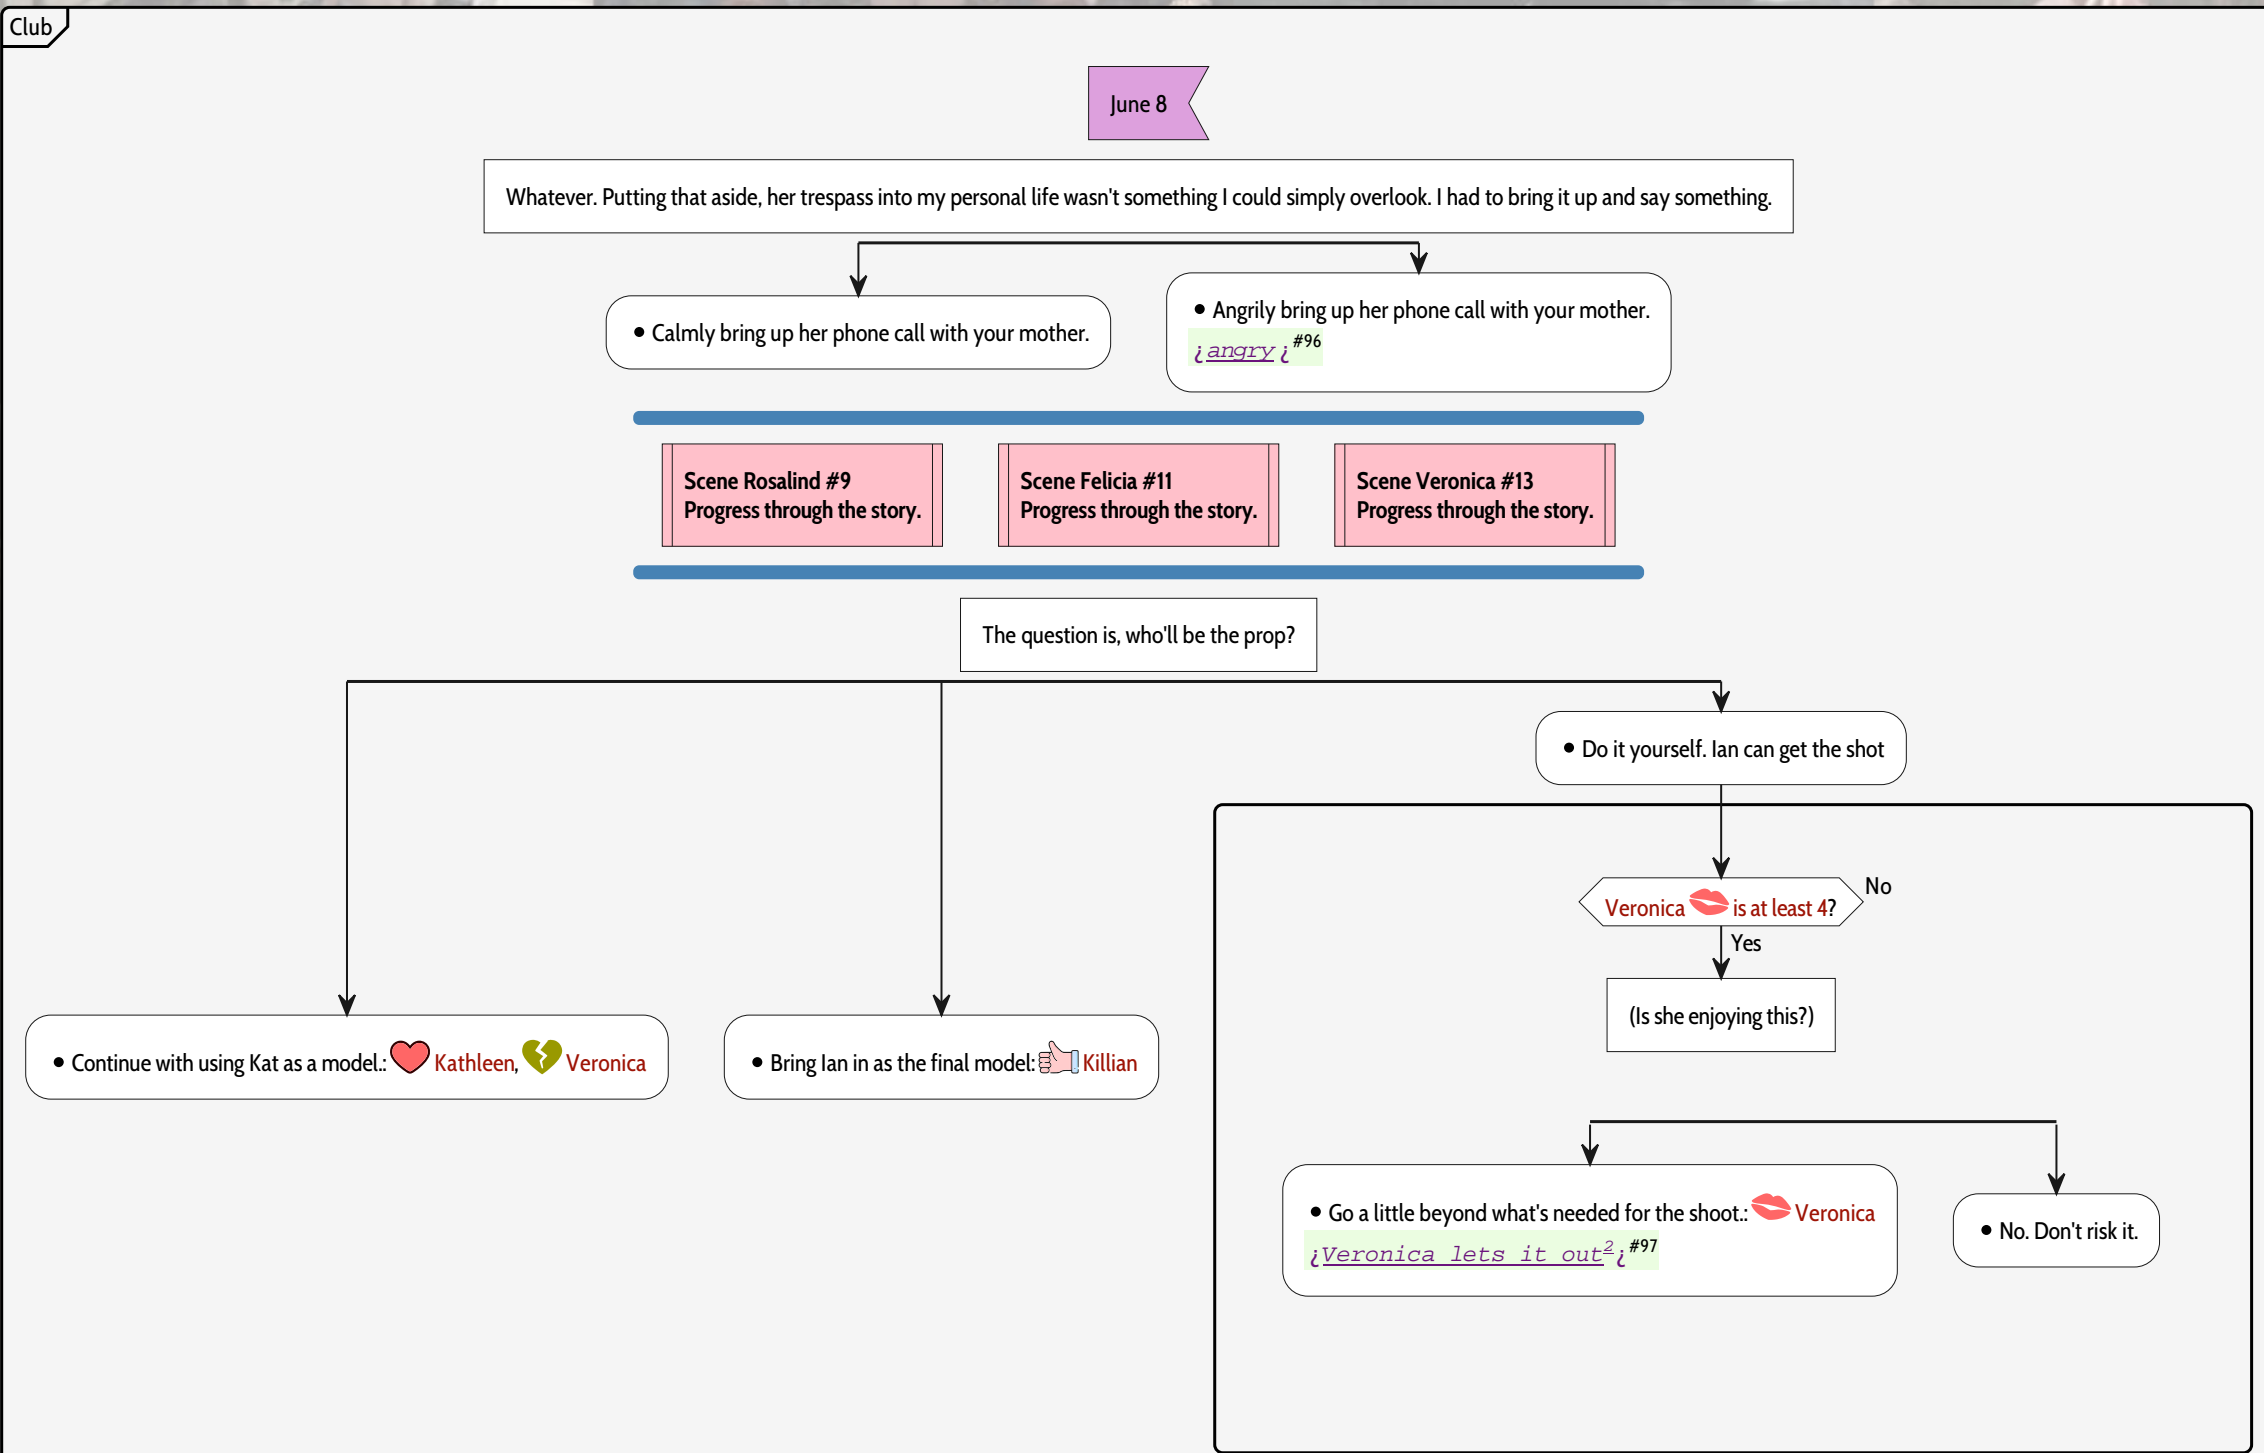 Club
June 8
Whatever. Putting that aside, her trespass into my personal life wasn't something I could simply overlook. I had to bring it up and say something.
• Calmly bring up her phone call with your mother.
• Angrily bring up her phone call with your mother.
¿angry¿#96
Scene Rosalind #9
Progress through the story.
Scene Felicia #11
Progress through the story.
Scene Veronica #13
Progress through the story.
The question is, who'll be the prop?
• Do it yourself. Ian can get the shot
Veronica is at least 4?
No
Yes
(Is she enjoying this?)
• Continue with using Kat as a model.: Kathleen, Veronica
• Bring Ian in as the final model: Killian
• Go a little beyond what's needed for the shoot.: Veronica
¿Veronica lets it out²¿#97
• No. Don't risk it.